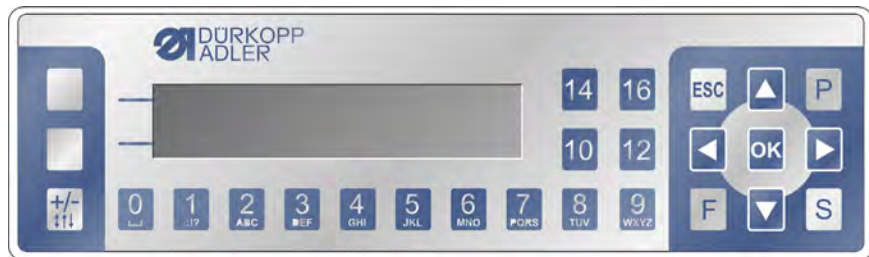 DÜRKOPP
ADLER
14 16
ESC P
10 12
OK
+/-
0 1 2 3 4 5 6 7 8 9
.!? ABC DEF GHI JKL MNO PQRS TUV WXYZ
F S